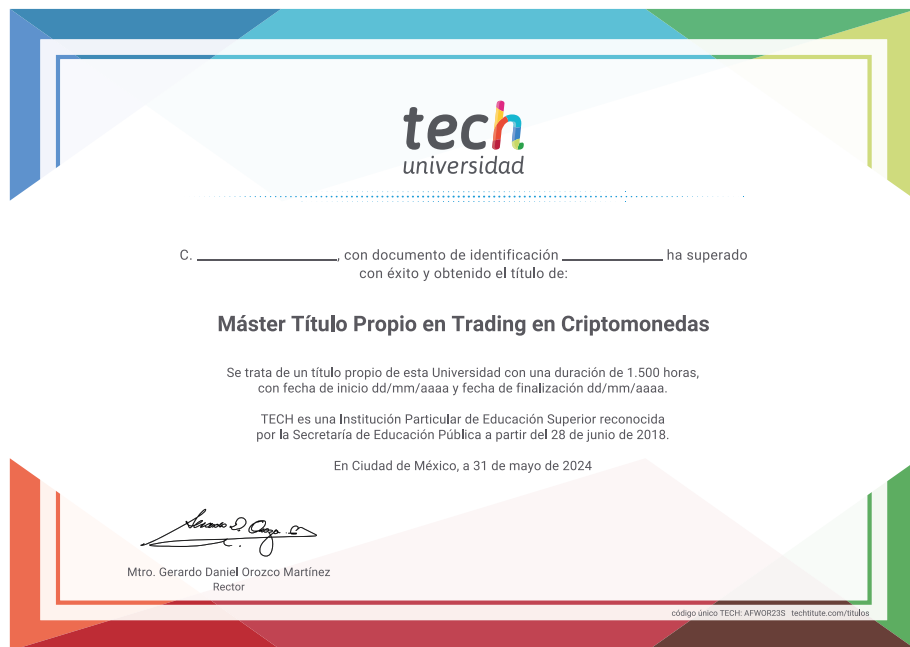 tech
universidad
C. ____________, con documento de identificación ____________ ha superado
con éxito y obtenido el título de:
Máster Título Propio en Trading en Criptomonedas
Se trata de un título propio de esta Universidad con una duración de 1.500 horas,
con fecha de inicio dd/mm/aaaa y fecha de finalización dd/mm/aaaa.
TECH es una Institución Particular de Educación Superior reconocida
por la Secretaría de Educación Pública a partir del 28 de junio de 2018.
En Ciudad de México, a 31 de mayo de 2024
Mtro. Gerardo Daniel Orozco Martínez
Rector
código único TECH: AFWOR23S techtitute.com/titulos